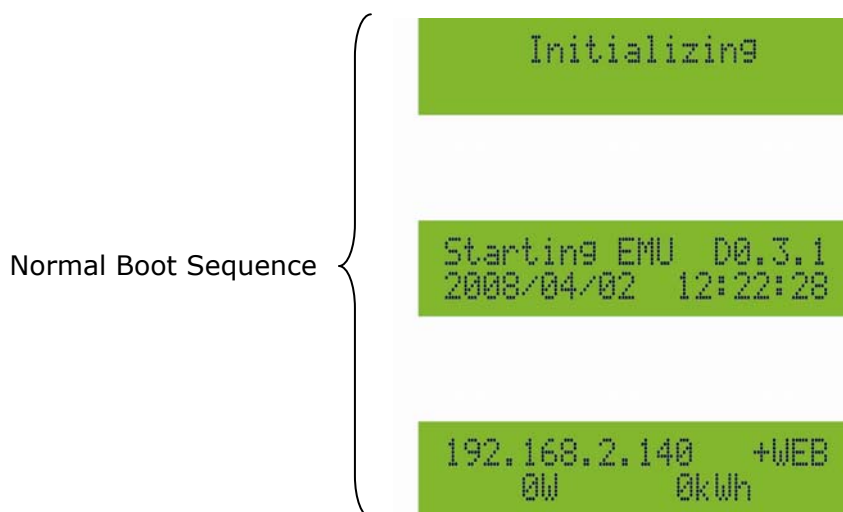 Initializing
Normal Boot Sequence
Starting EMU D0.3.1
2008/04/02 12:22:28
192.168.2.140 +WEB
0W 0kWh